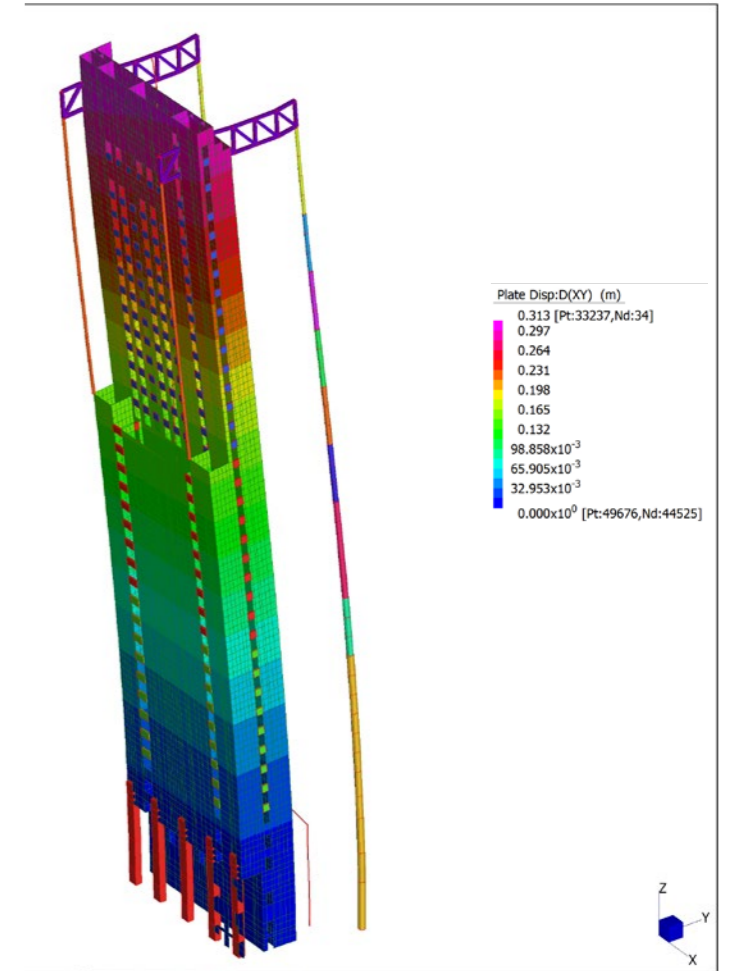 Plate Disp:D(XY) (m)
0.313 [Pt:33237,Nd:34]
0.297
0.264
0.231
0.198
0.165
0.132
98.858x10⁻³
65.905x10⁻³
32.953x10⁻³
0.000x10⁰ [Pt:49676,Nd:44525]
Z
Y
X